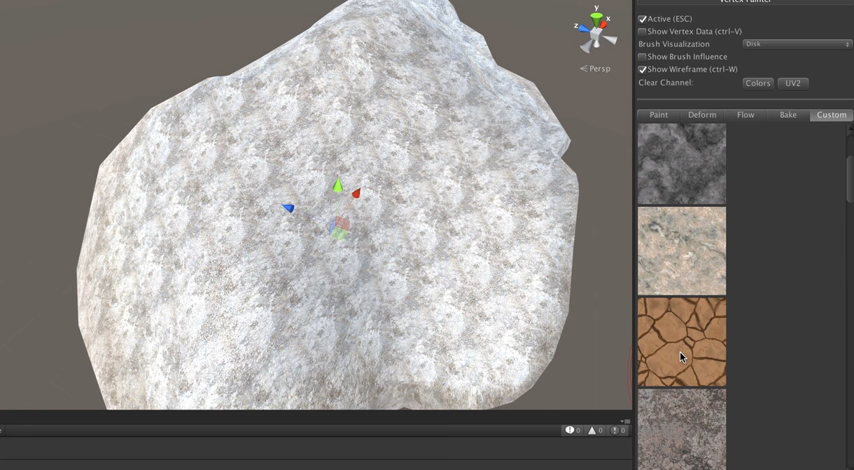 Vertex Painter
y
x
z
Persp
Active (ESC)
Show Vertex Data (ctrl-V)
Brush Visualization Disk
Show Brush Influence
Show Wireframe (ctrl-W)
Clear Channel: Colors UV2
Paint Deform Flow Bake Custom
0 0 0